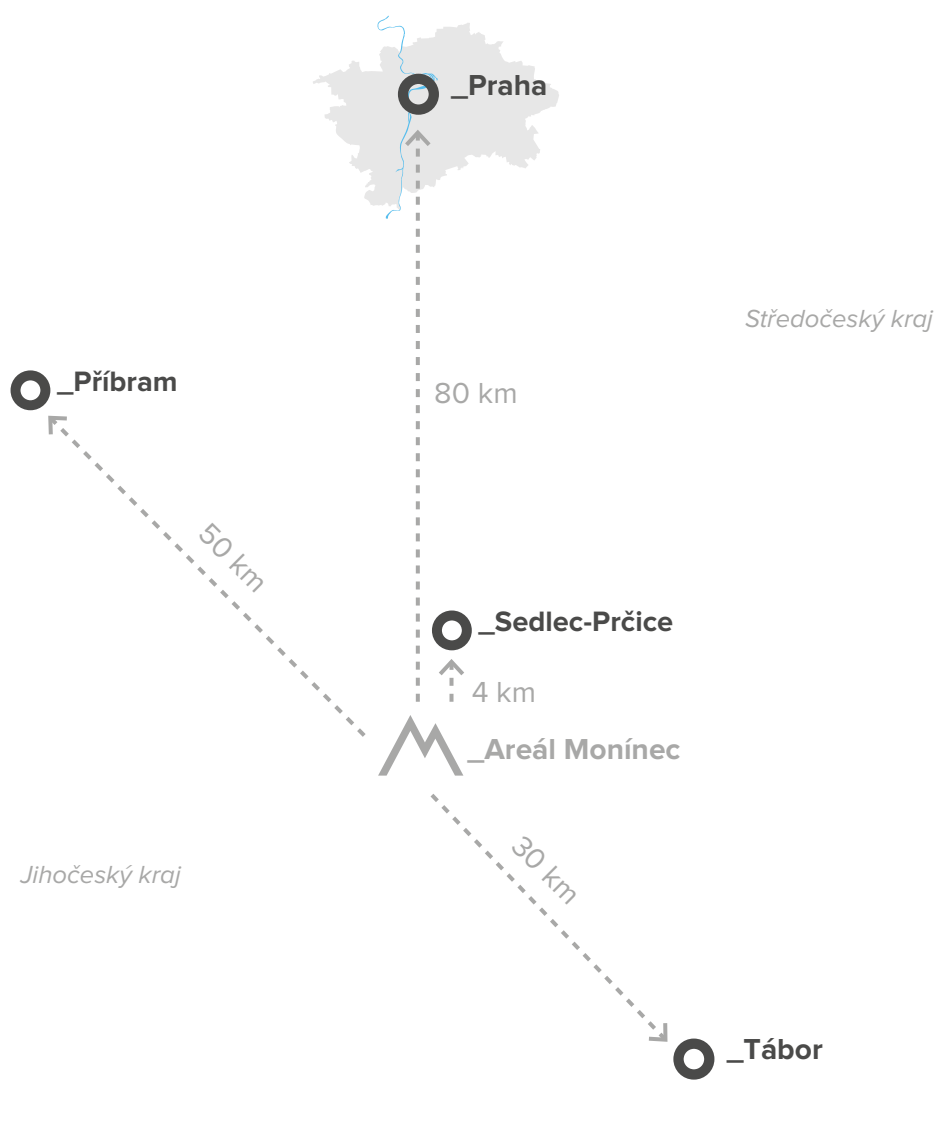 _Praha
Středočeský kraj
_Příbram
80 km
50 km
_Sedlec-Prčice
4 km
_Areál Monínec
30 km
Jihočeský kraj
_Tábor